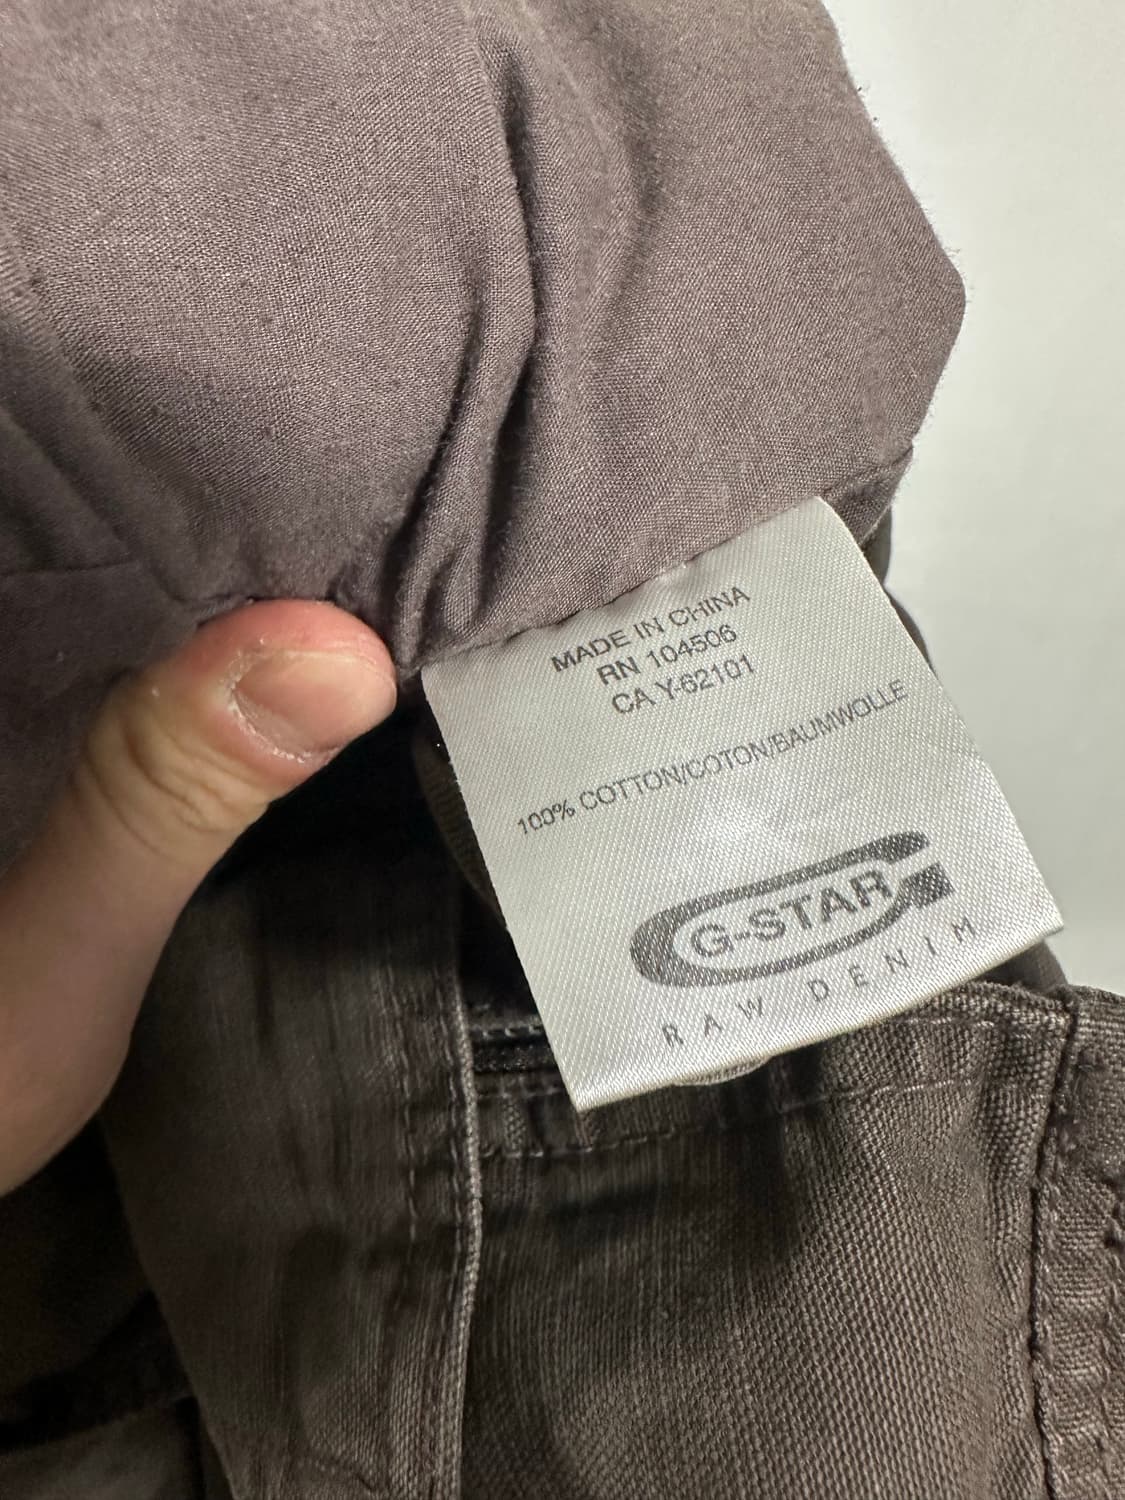 MADE IN CHINA
RN 104506
CA Y-62101
100% COTTON/COTON/BAUMWOLLE
G-STAR
RAW DENIM